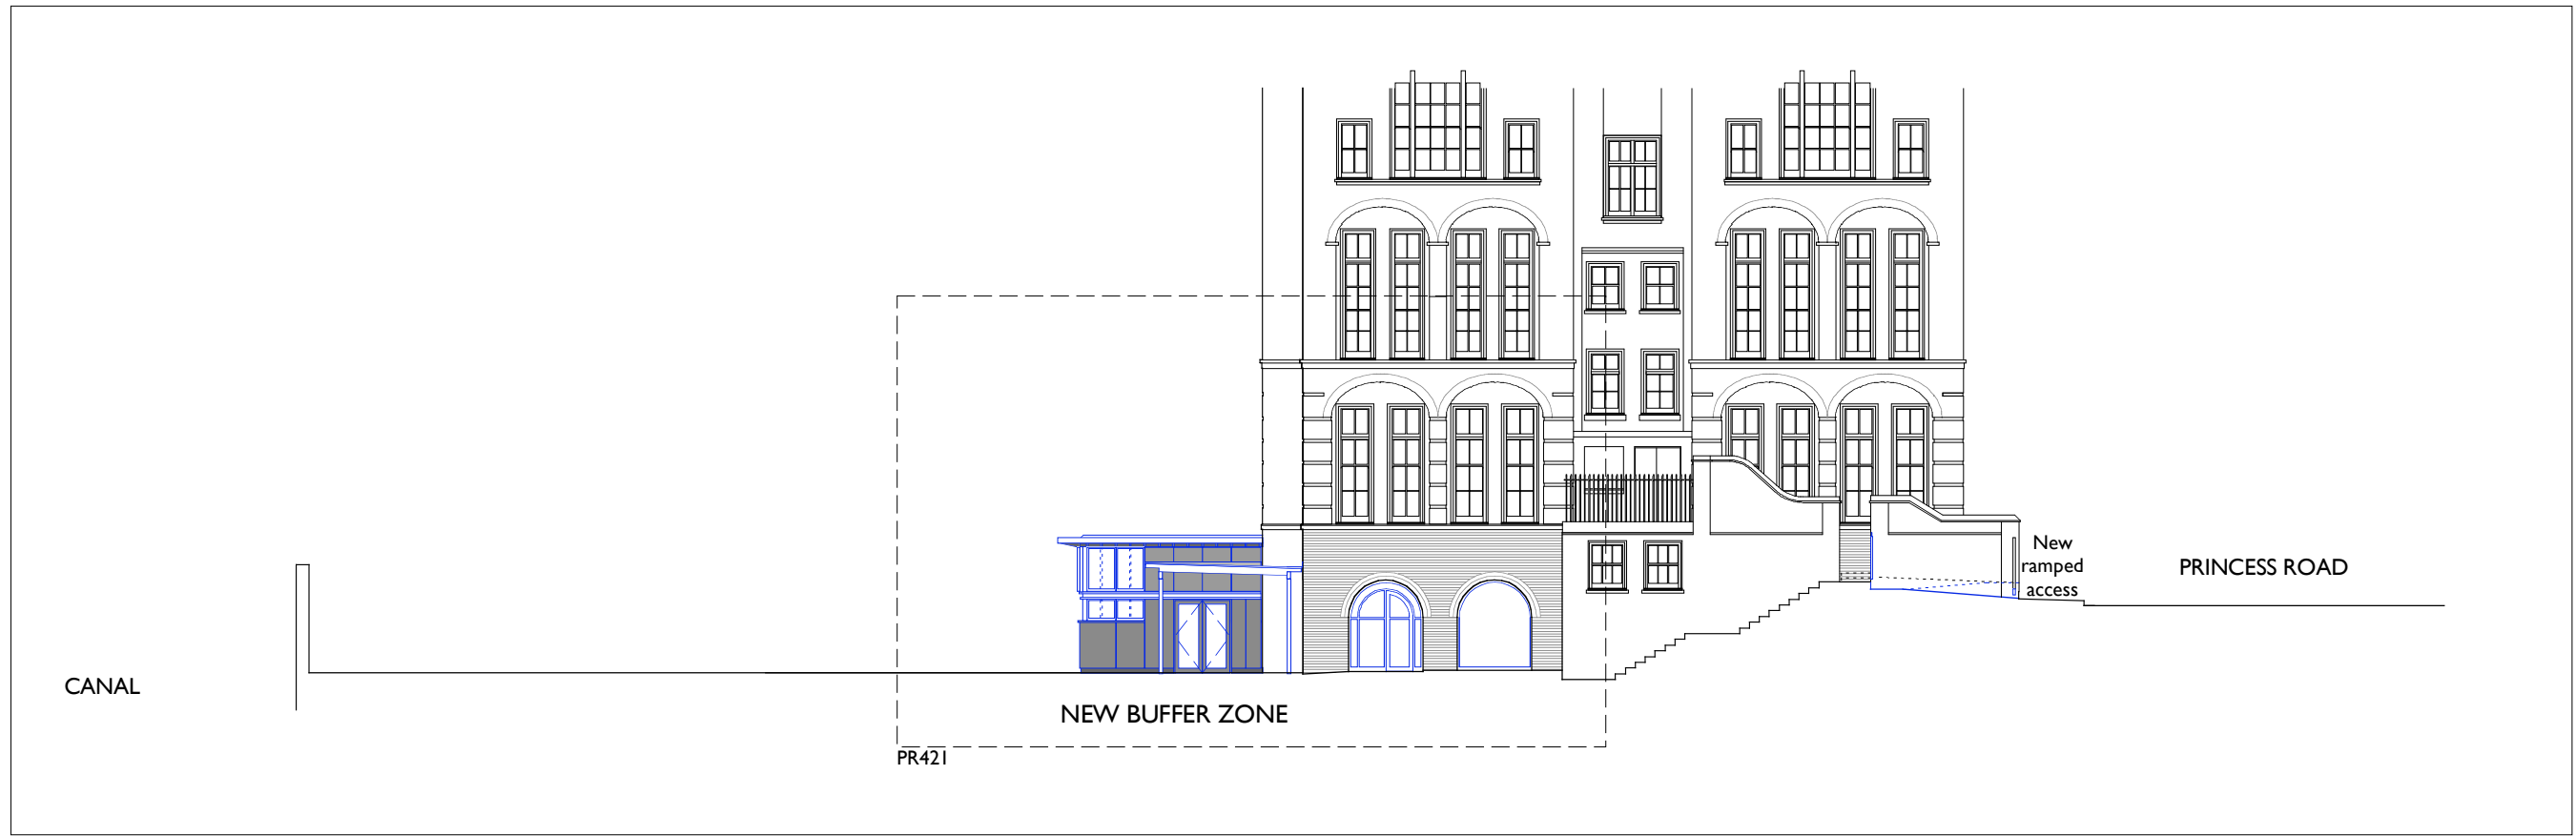 CANAL
NEW BUFFER ZONE
PR421
New
ramped
access
PRINCESS ROAD